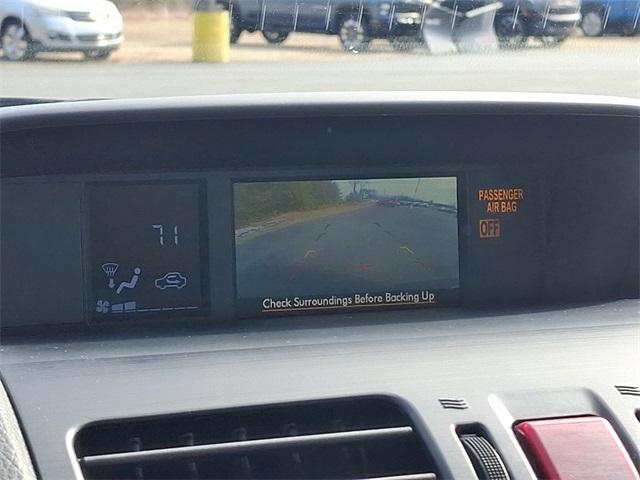 71
PASSENGER
AIR BAG
OFF
Check Surroundings Before Backing Up